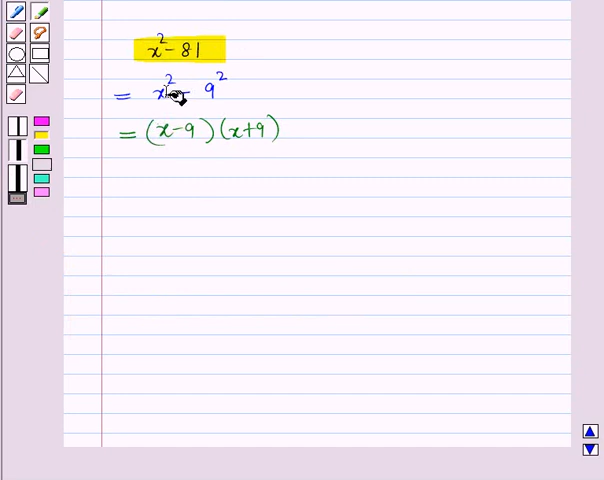 x² - 81
= x² - 9²
= (x-9)(x+9)